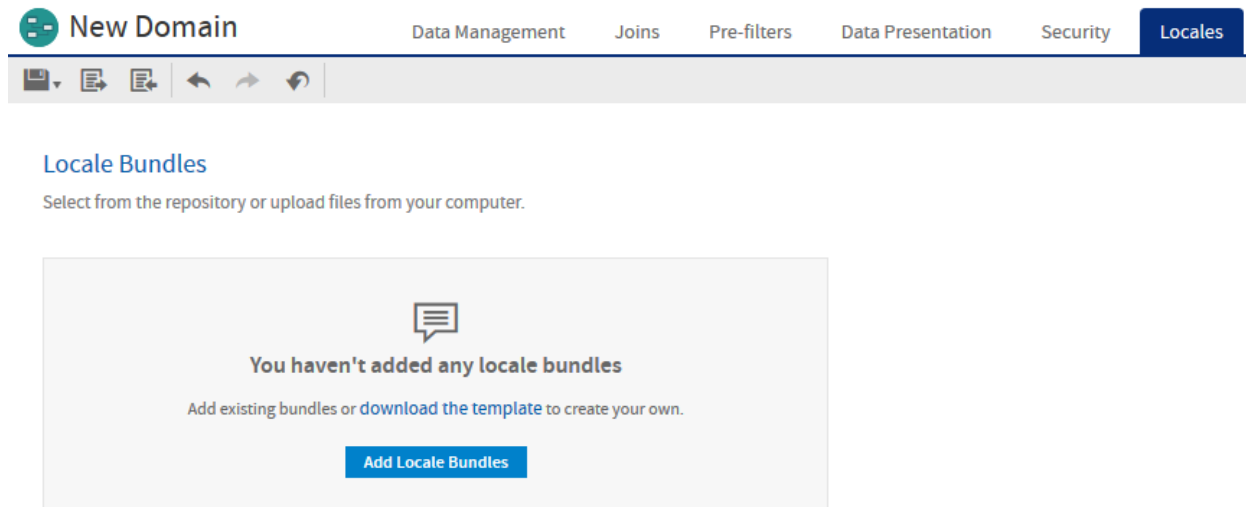 New Domain
Data Management Joins Pre-filters Data Presentation Security Locales
Locale Bundles
Select from the repository or upload files from your computer.
You haven't added any locale bundles
Add existing bundles or download the template to create your own.
Add Locale Bundles